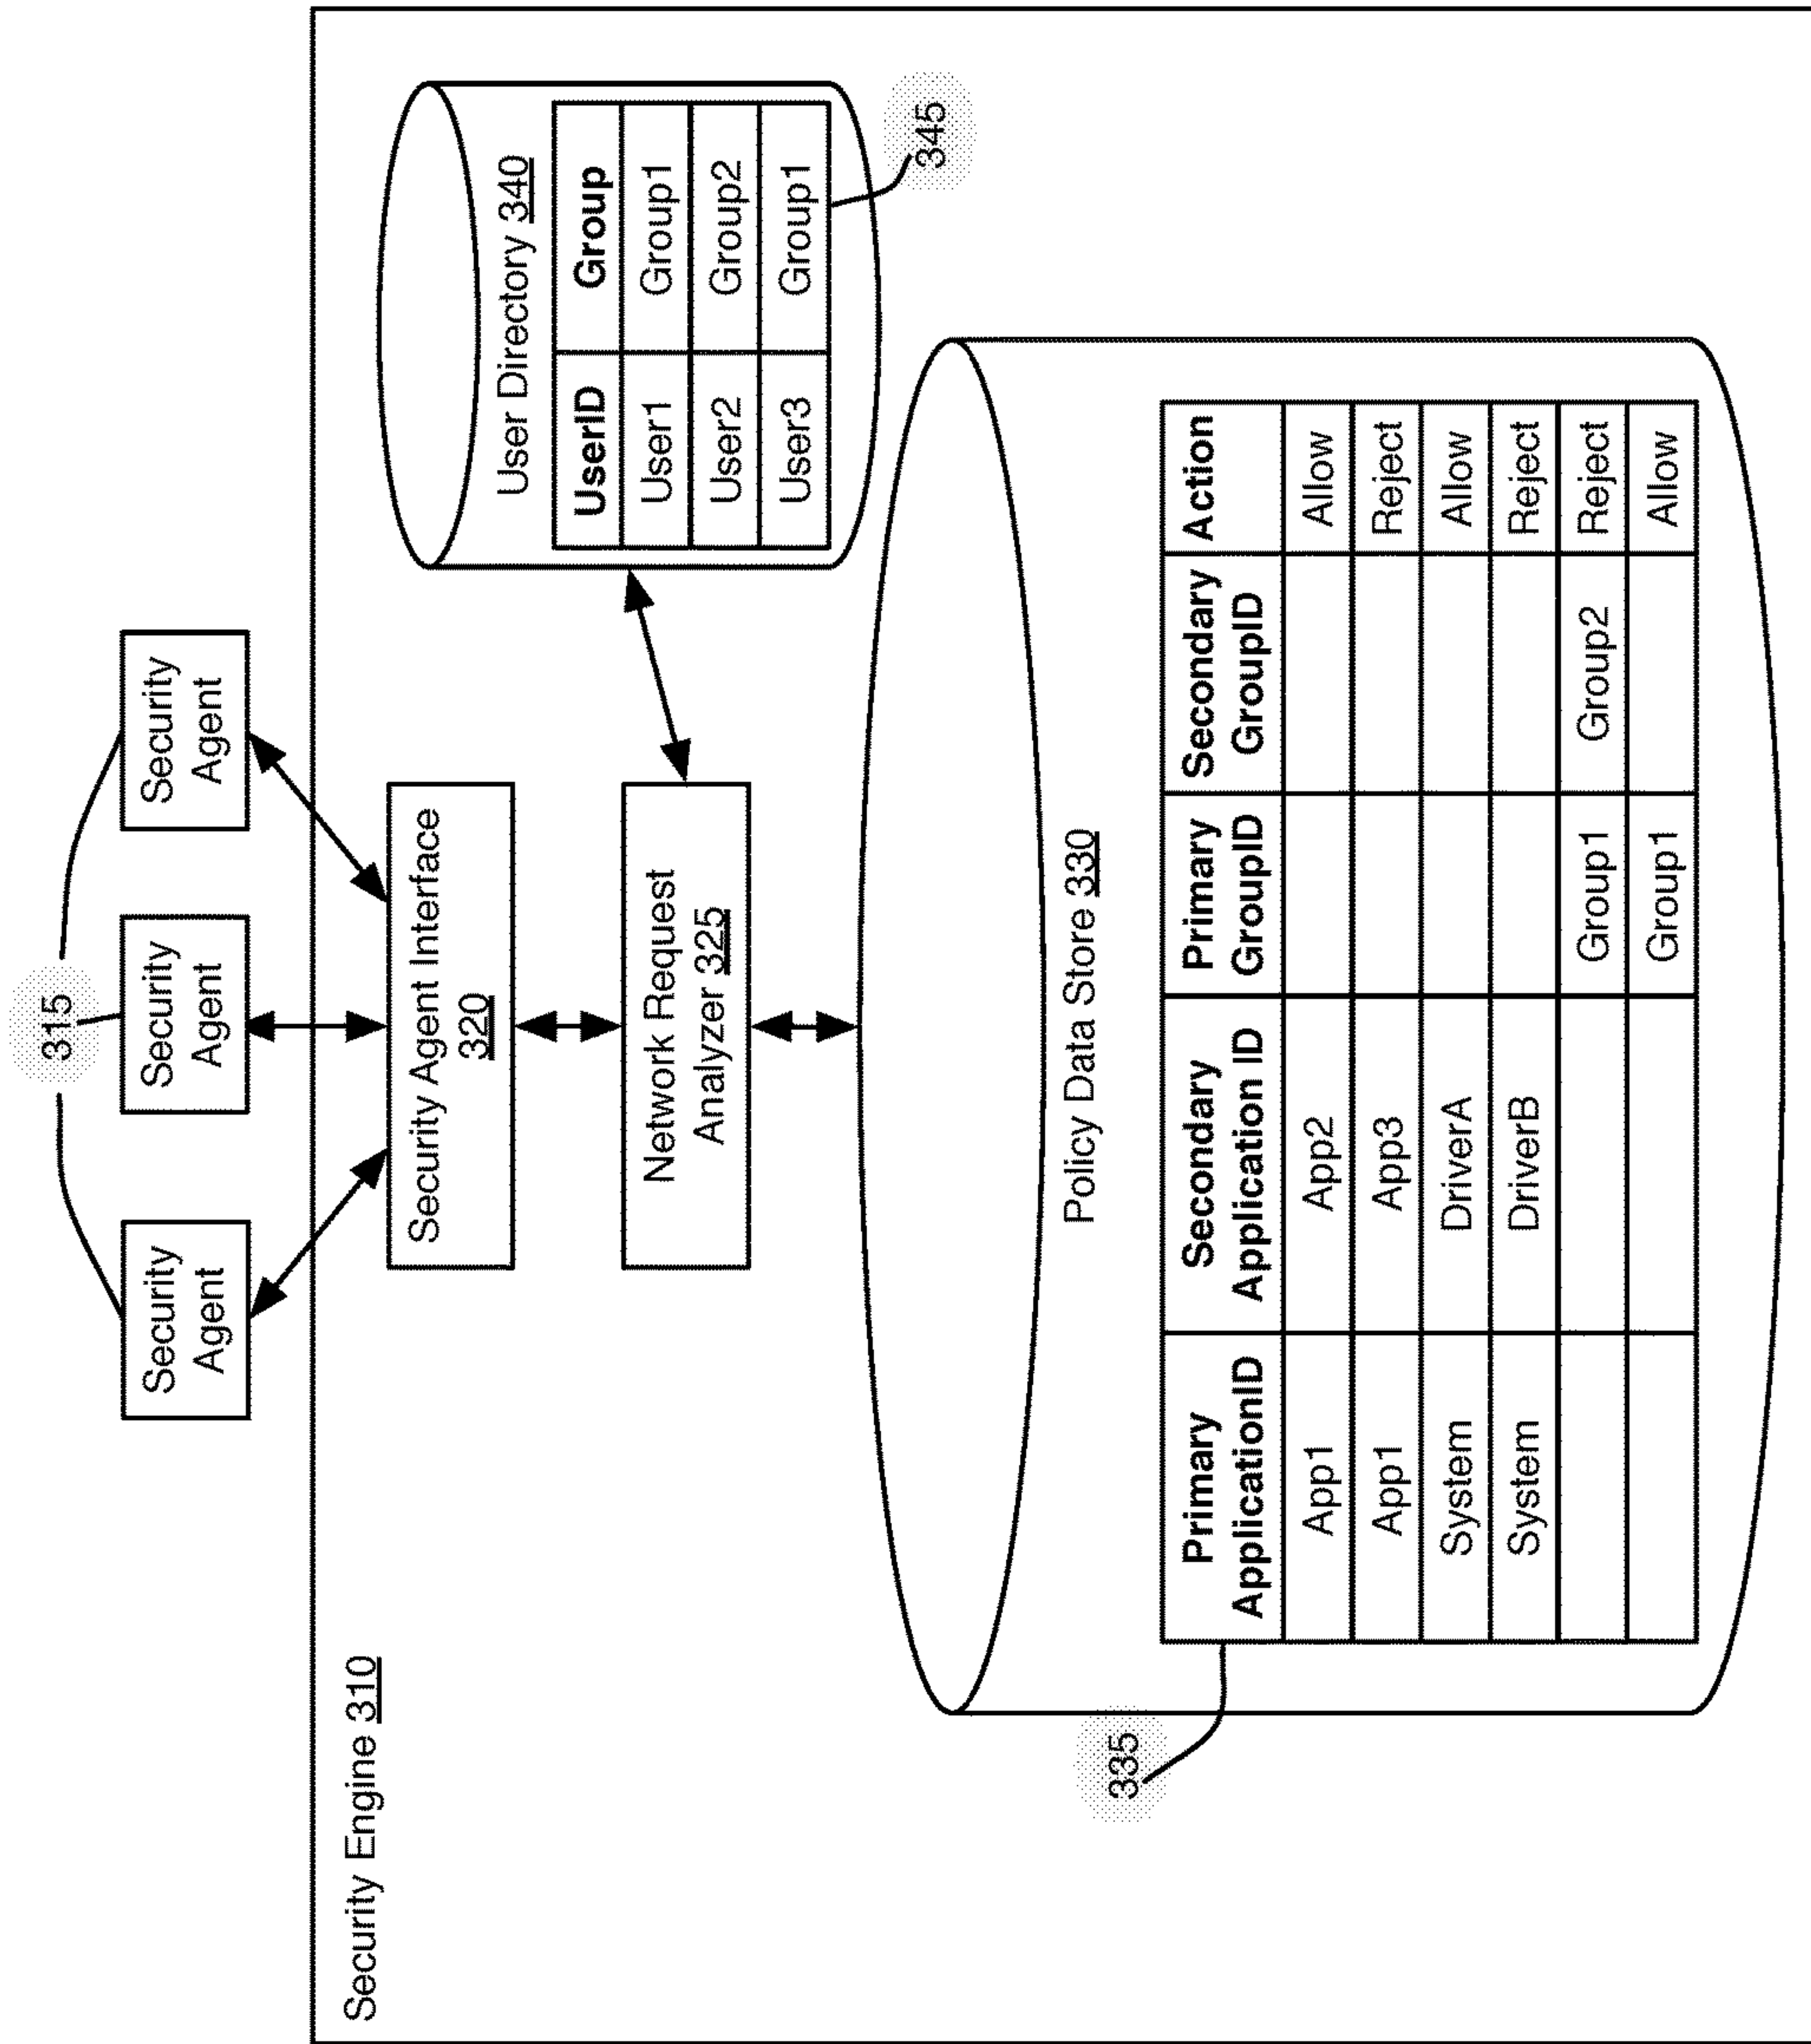 315
Security
Agent
Security
Agent
Security
Agent
Security Engine 310
Security Agent Interface
320
Network Request
Analyzer 325
User Directory 340
UserID Group
User1 Group1
User2 Group2
User3 Group1
345
Policy Data Store 330
335
Primary Secondary Primary Secondary Action
ApplicationID Application ID GroupID GroupID
App1 App2 Allow
App1 App3 Reject
System DriverA Allow
System DriverB Reject
Group1 Group2 Reject
Group1 Allow